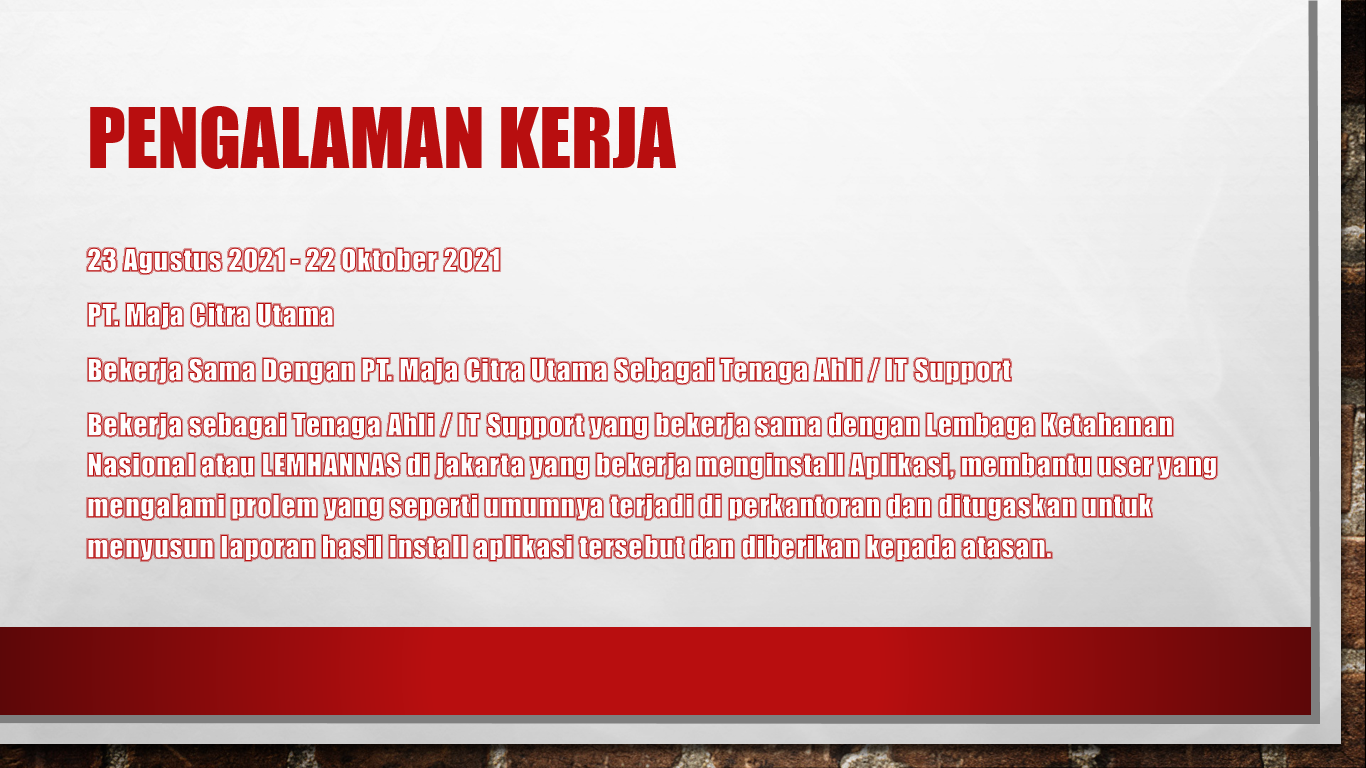 PENGALAMAN KERJA
23 Agustus 2021 - 22 Oktober 2021
PT. Maja Citra Utama
Bekerja Sama Dengan PT. Maja Citra Utama Sebagai Tenaga Ahli / IT Support
Bekerja sebagai Tenaga Ahli / IT Support yang bekerja sama dengan Lembaga Ketahanan
Nasional atau LEMHANNAS di jakarta yang bekerja menginstall Aplikasi, membantu user yang
mengalami prolem yang seperti umumnya terjadi di perkantoran dan ditugaskan untuk
menyusun laporan hasil install aplikasi tersebut dan diberikan kepada atasan.